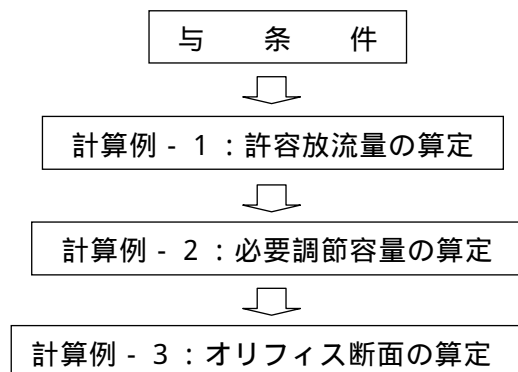 与 条 件
計算例 - 1 : 許容放流量の算定
計算例 - 2 : 必要調節容量の算定
計算例 - 3 : オリフィス断面の算定